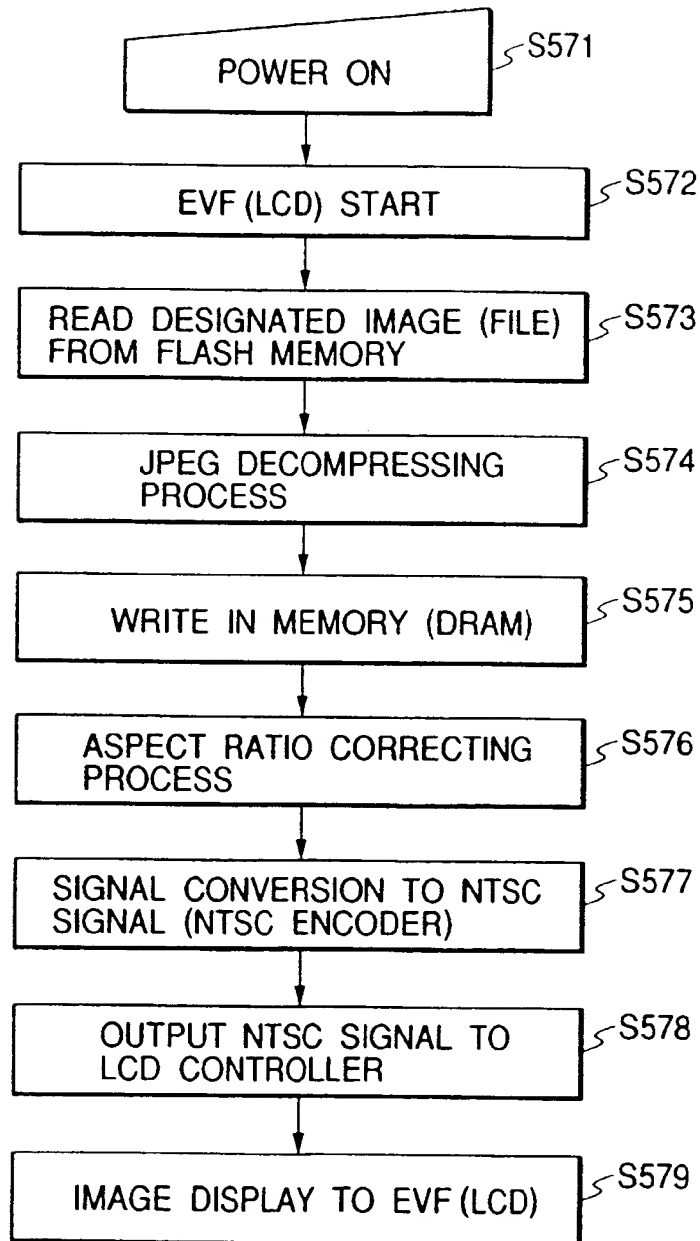 POWER ON
S571
EVF (LCD) START
S572
READ DESIGNATED IMAGE (FILE)
FROM FLASH MEMORY
S573
JPEG DECOMPRESSING
PROCESS
S574
WRITE IN MEMORY (DRAM)
S575
ASPECT RATIO CORRECTING
PROCESS
S576
SIGNAL CONVERSION TO NTSC
SIGNAL (NTSC ENCODER)
S577
OUTPUT NTSC SIGNAL TO
LCD CONTROLLER
S578
IMAGE DISPLAY TO EVF (LCD)
S579